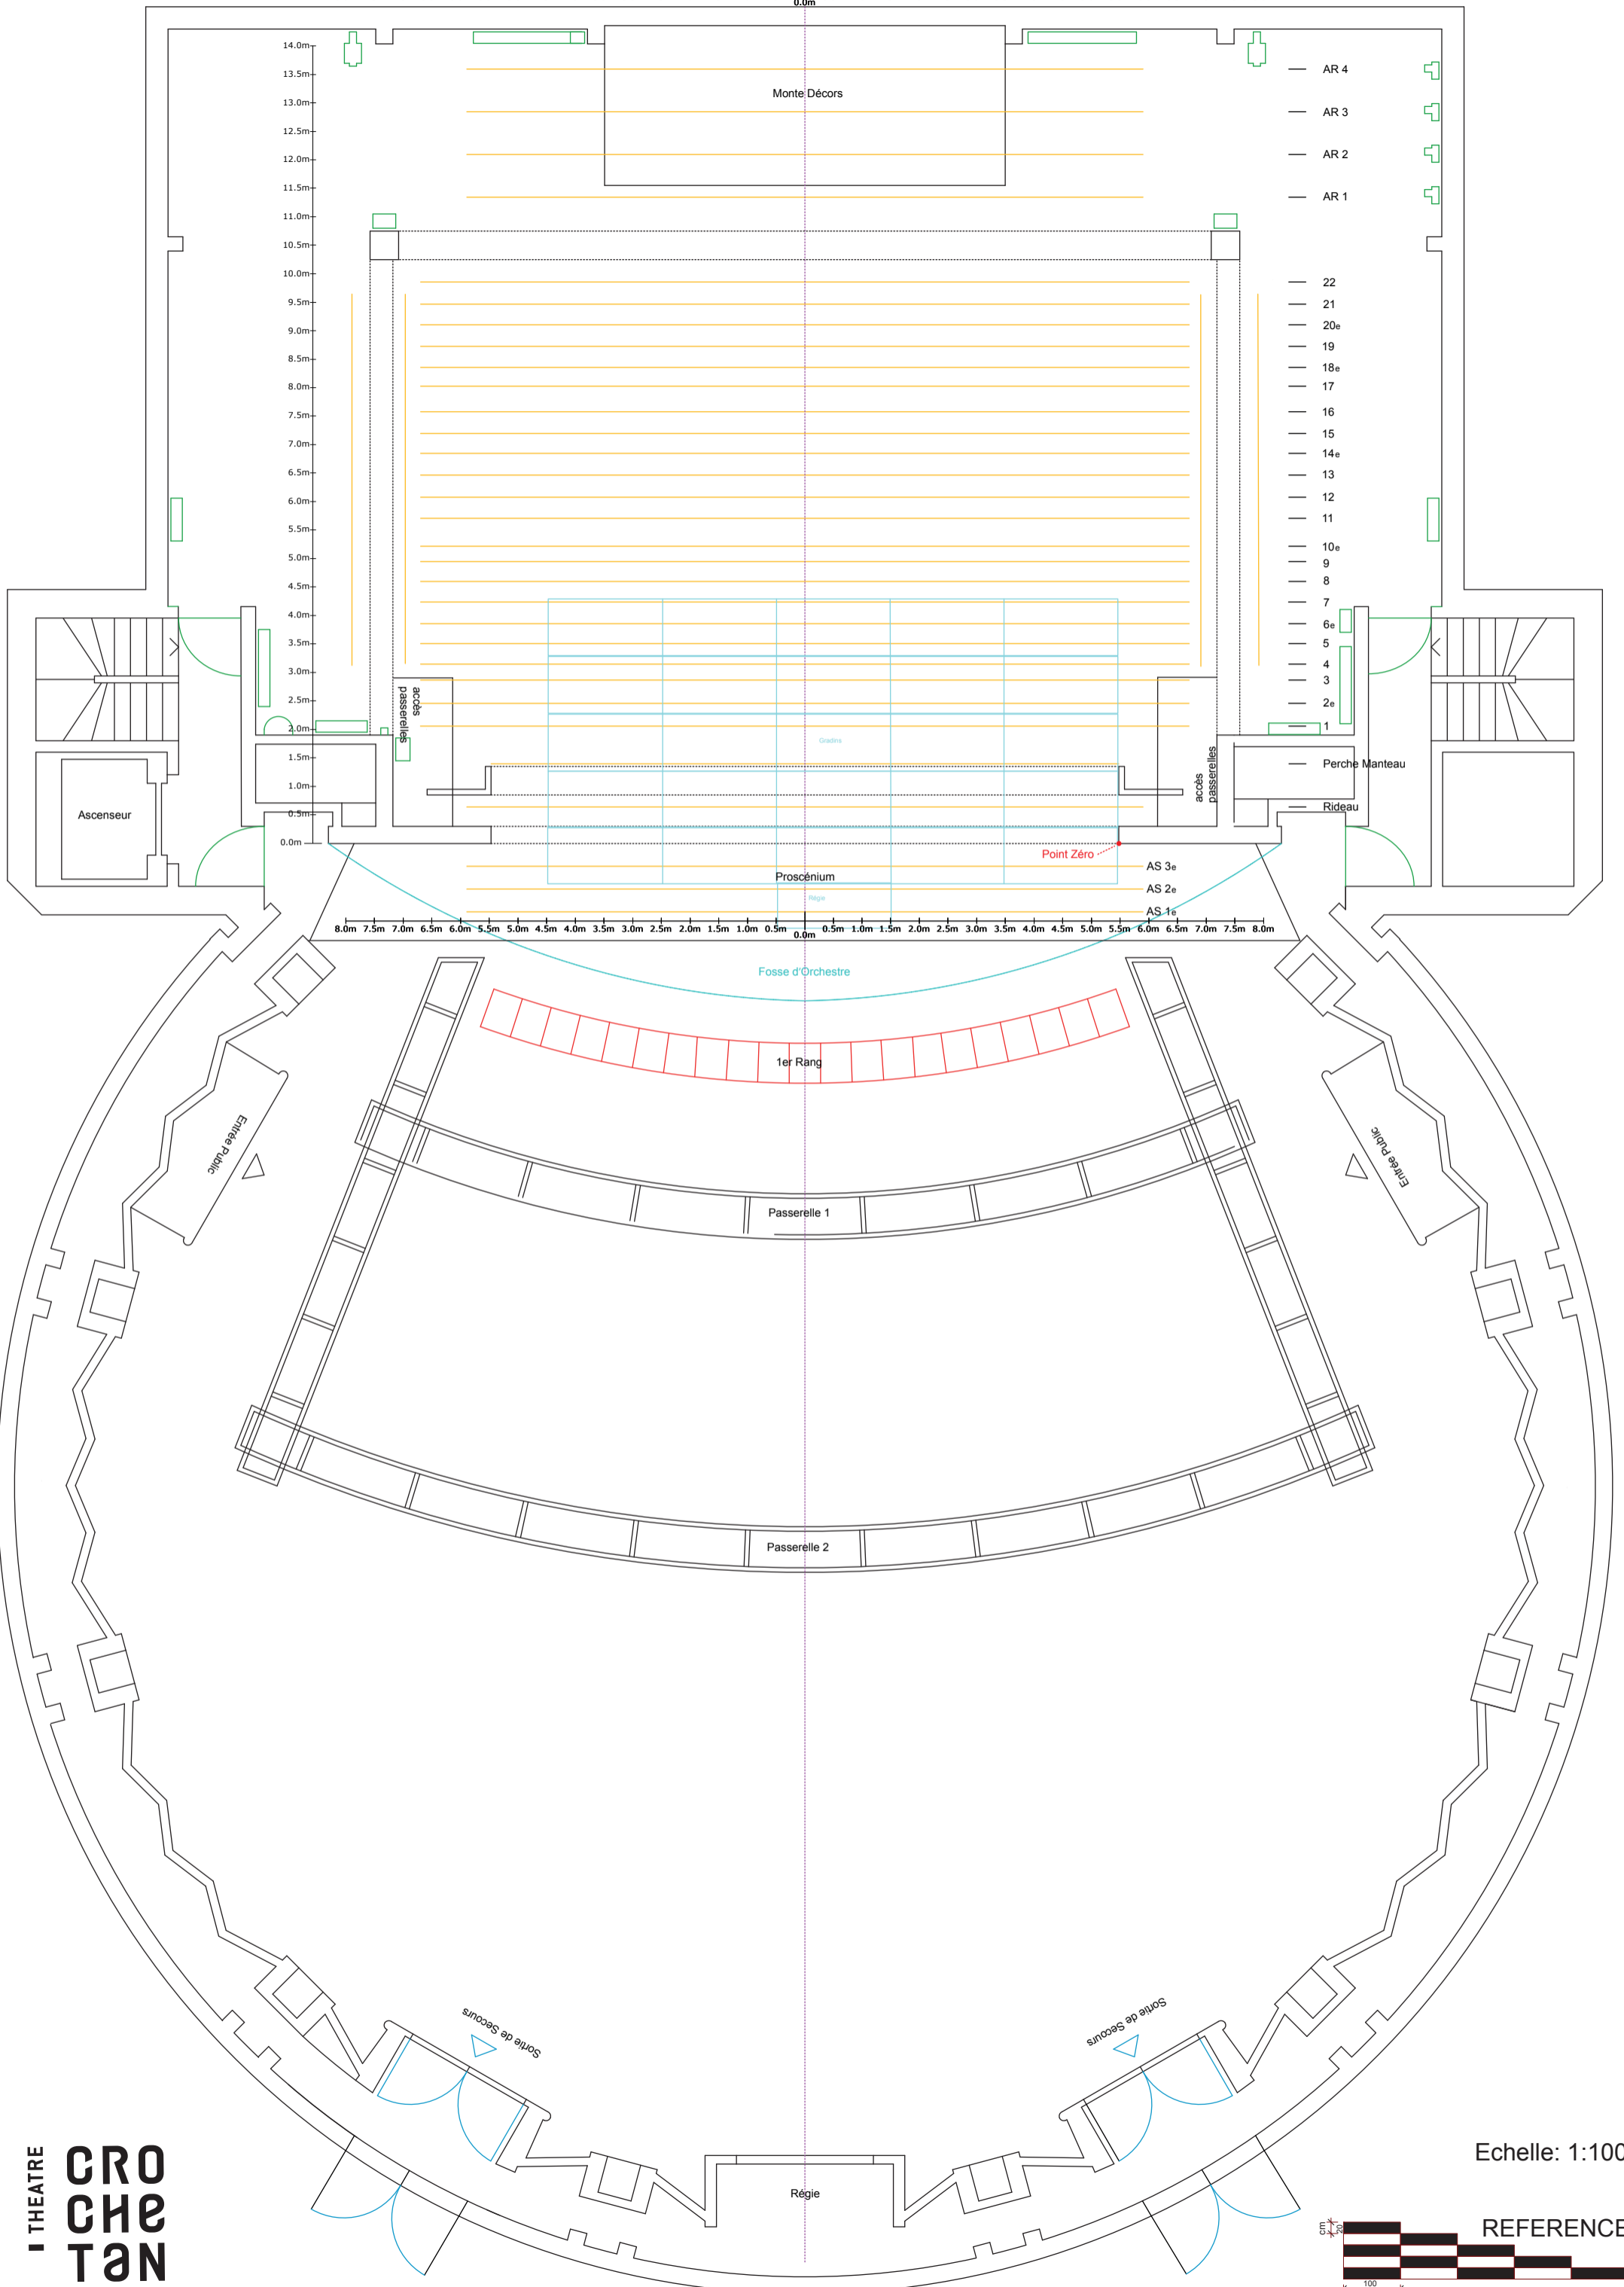 0.0m
14.0m
13.5m
13.0m
12.5m
12.0m
11.5m
11.0m
10.5m
10.0m
9.5m
9.0m
8.5m
8.0m
7.5m
7.0m
6.5m
6.0m
5.5m
5.0m
4.5m
4.0m
3.5m
3.0m
2.5m
2.0m
1.5m
1.0m
0.5m
0.0m
Monte Décors
AR 4
AR 3
AR 2
AR 1
22
21
20e
19
18e
17
16
15
14e
13
12
11
10e
9
8
7
6e
5
4
3
2e
1
Perche Manteau
Rideau
accès
passerelles
accès
passerelles
Gradins
Ascenseur
Point Zéro
AS 3e
Proscénium
AS 2e
Régie
AS 1e
8.0m 7.5m 7.0m 6.5m 6.0m 5.5m 5.0m 4.5m 4.0m 3.5m 3.0m 2.5m 2.0m 1.5m 1.0m 0.5m 0.0m 0.5m 1.0m 1.5m 2.0m 2.5m 3.0m 3.5m 4.0m 4.5m 5.0m 5.5m 6.0m 6.5m 7.0m 7.5m 8.0m
Fosse d'Orchestre
1er Rang
Entrée Public
Entrée Public
Passerelle 1
Passerelle 2
Sortie de Secours
Sortie de Secours
Régie
THEATRE
CRO
CHe
TaN
Echelle: 1:100
REFERENCE
cm
20
100